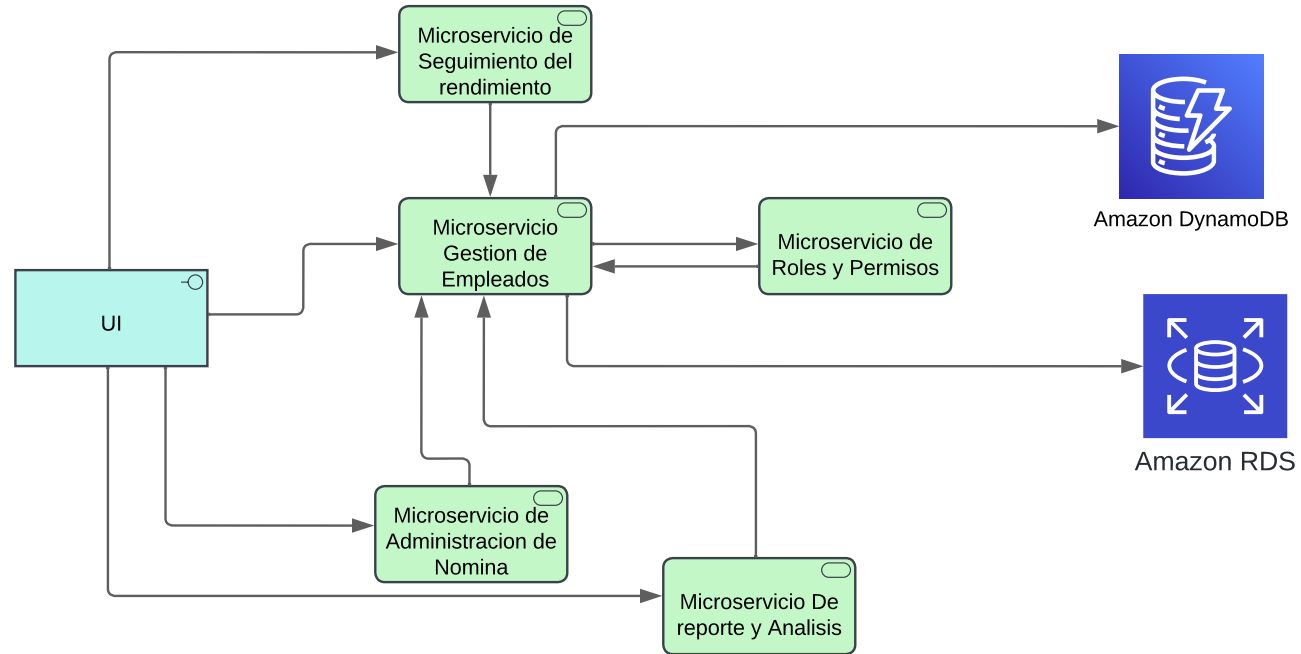 Microservicio de
Seguimiento del
rendimiento
Amazon DynamoDB
Microservicio
Gestion de
Empleados
Microservicio de
Roles y Permisos
UI
Amazon RDS
Microservicio de
Administracion de
Nomina
Microservicio De
reporte y Analisis